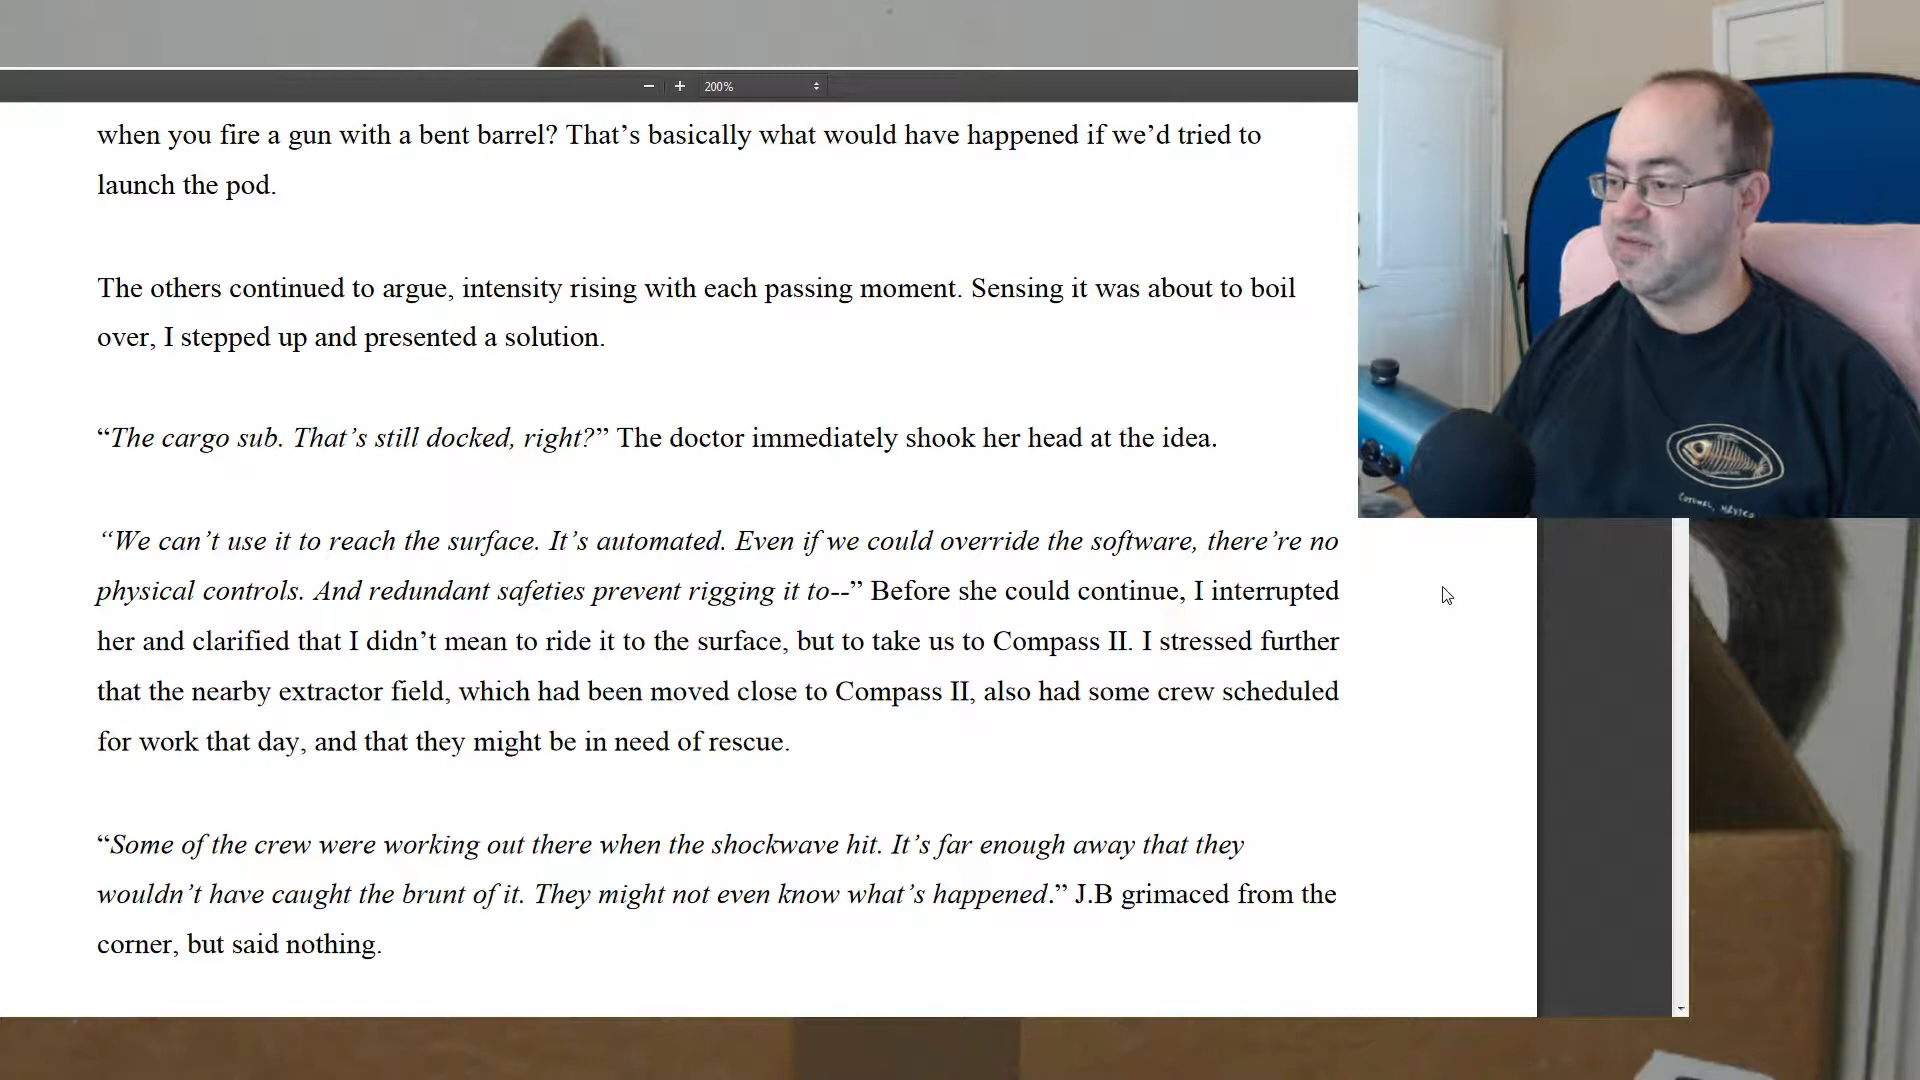 200%
when you fire a gun with a bent barrel? That’s basically what would have happened if we’d tried to
launch the pod.
The others continued to argue, intensity rising with each passing moment. Sensing it was about to boil
over, I stepped up and presented a solution.
“The cargo sub. That’s still docked, right?” The doctor immediately shook her head at the idea.
“We can’t use it to reach the surface. It’s automated. Even if we could override the software, there’re no
physical controls. And redundant safeties prevent rigging it to--” Before she could continue, I interrupted
her and clarified that I didn’t mean to ride it to the surface, but to take us to Compass II. I stressed further
that the nearby extractor field, which had been moved close to Compass II, also had some crew scheduled
for work that day, and that they might be in need of rescue.
“Some of the crew were working out there when the shockwave hit. It’s far enough away that they
wouldn’t have caught the brunt of it. They might not even know what’s happened.” J.B grimaced from the
corner, but said nothing.
COZUMEL, MEXICO